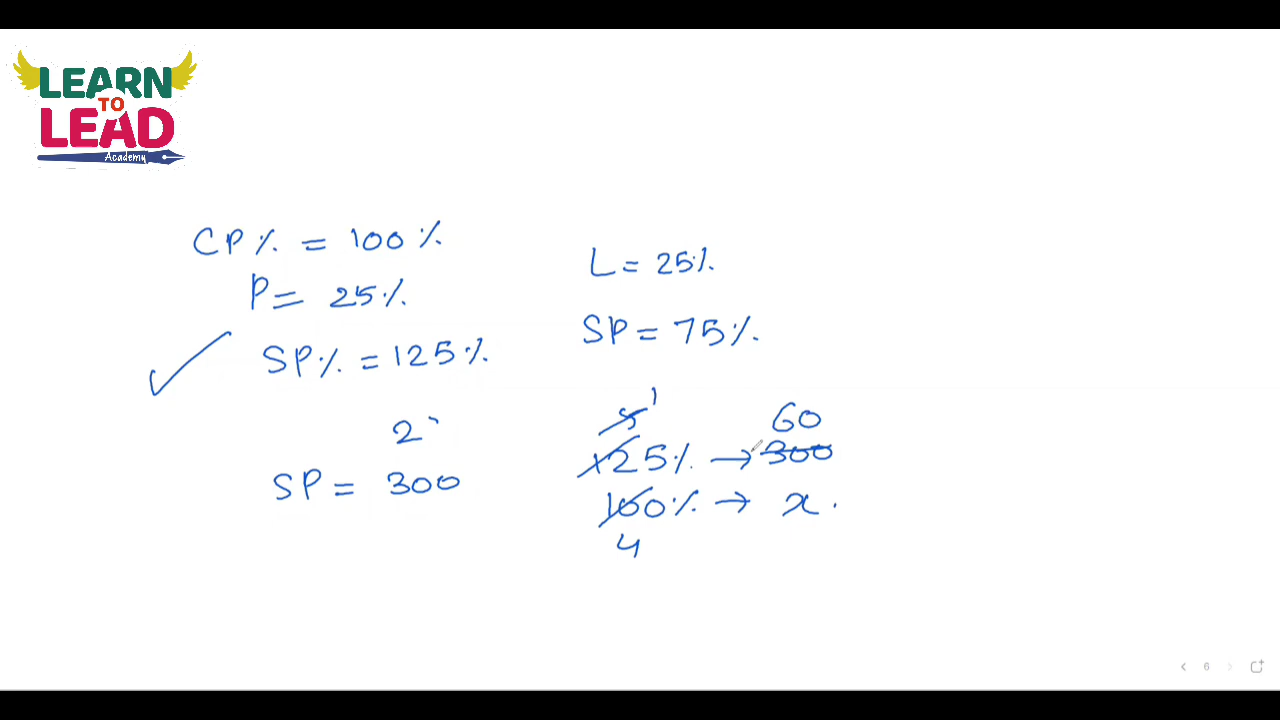 LEARN
TO
LEAD
Academy
CP% = 100%
P = 25%
SP% = 125%
L = 25%
SP = 75%
2
SP = 300
5 1
125% → 300
60
100% → x.
4
6